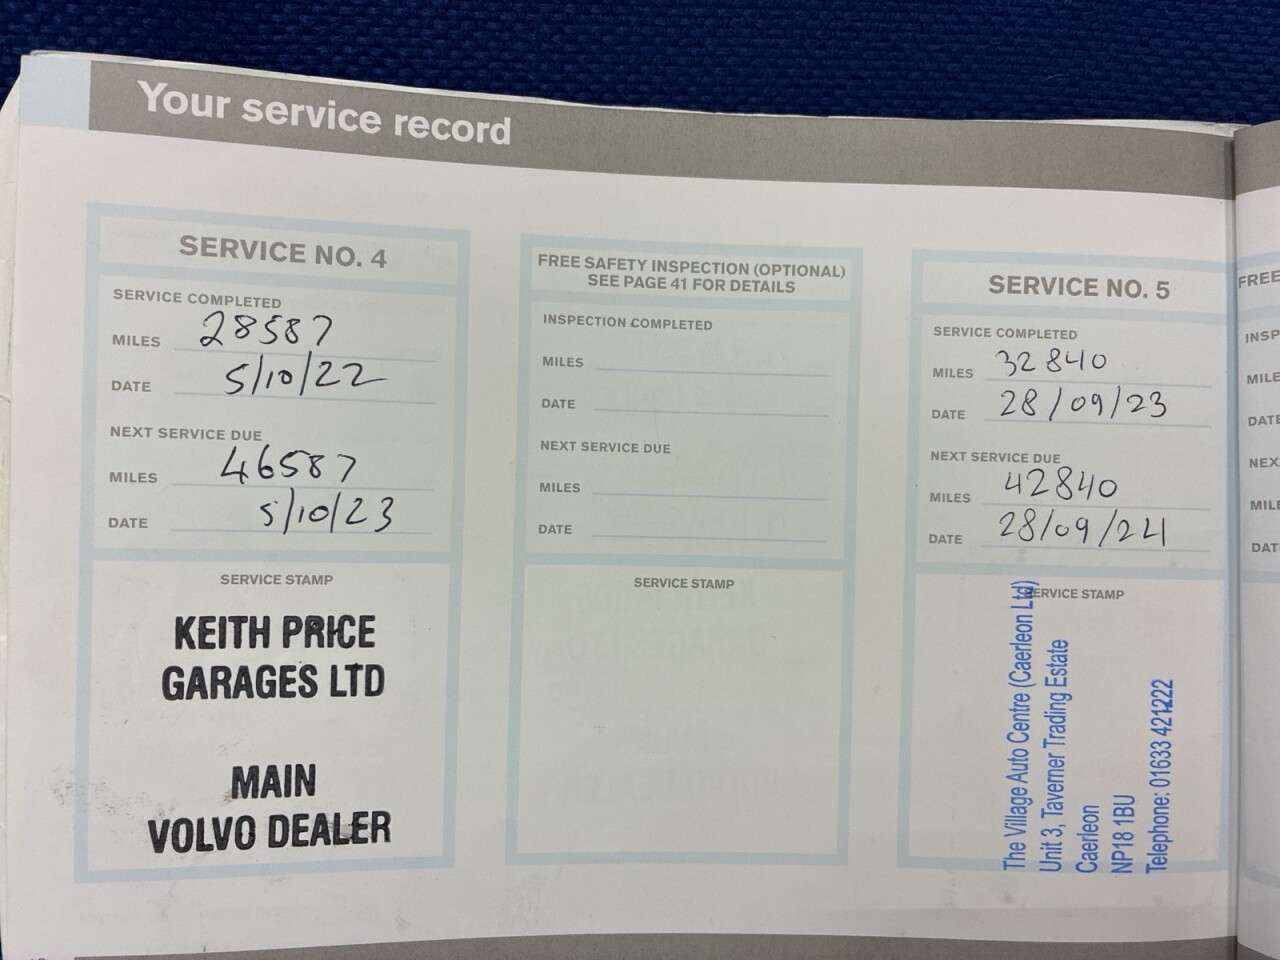 Your service record
SERVICE NO. 4
SERVICE COMPLETED
MILES 28587
DATE 5/10/22
NEXT SERVICE DUE
MILES 46587
DATE 5/10/23
SERVICE STAMP
KEITH PRICE
GARAGES LTD
MAIN
VOLVO DEALER
FREE SAFETY INSPECTION (OPTIONAL)
SEE PAGE 41 FOR DETAILS
INSPECTION COMPLETED
MILES
DATE
NEXT SERVICE DUE
MILES
DATE
SERVICE STAMP
SERVICE NO. 5
SERVICE COMPLETED
MILES 32840
DATE 28/09/23
NEXT SERVICE DUE
MILES 42840
DATE 28/09/24
SERVICE STAMP
The Village Auto Centre (Caerleon Ltd)
Unit 3, Taverner Trading Estate
Caerleon
NP18 1BU
Telephone: 01633 421222
FREE